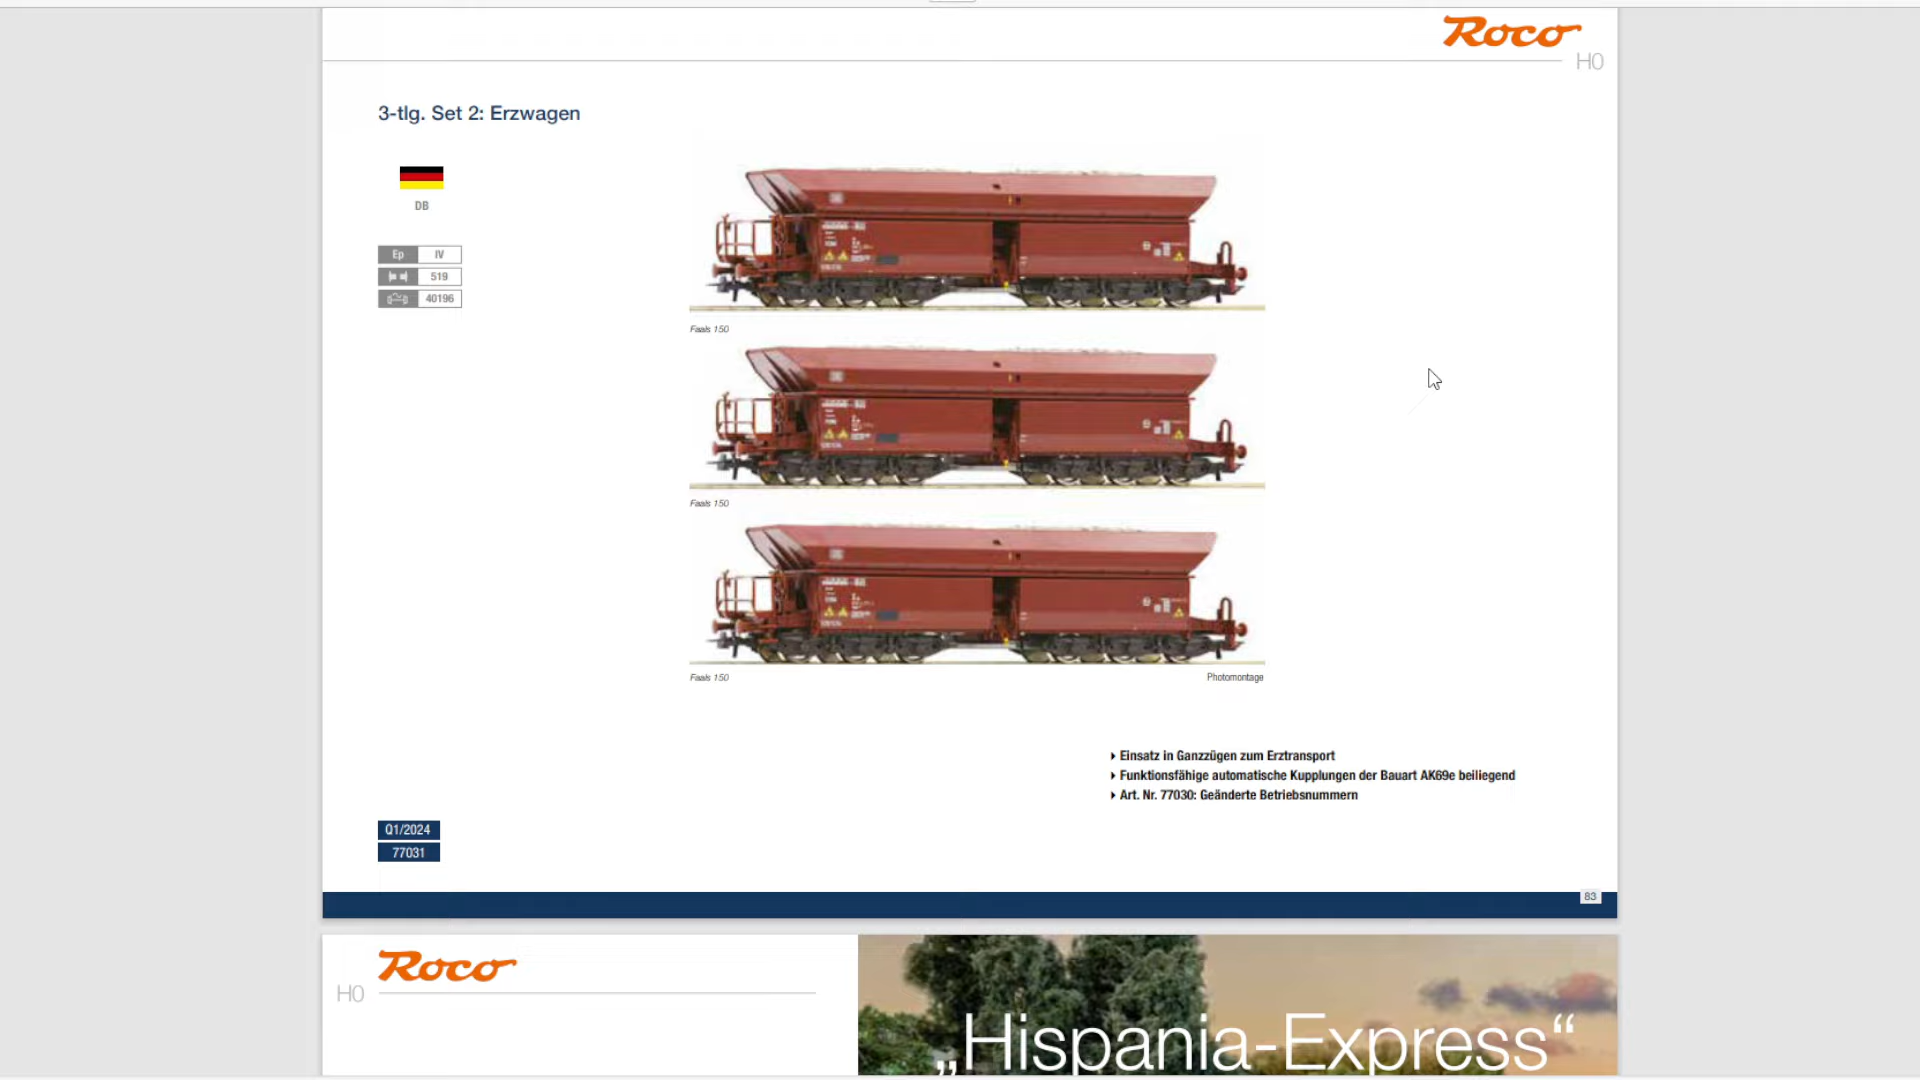 Roco
H0
3-tlg. Set 2: Erzwagen
DB
Ep IV
519
40196
Faals 150
Faals 150
Faals 150
Photomontage
Einsatz in Ganzzügen zum Erztransport
Funktionsfähige automatische Kupplungen der Bauart AK69e beiliegend
Art. Nr. 77030: Geänderte Betriebsnummern
Q1/2024
77031
83
Roco
H0
„Hispania-Express“